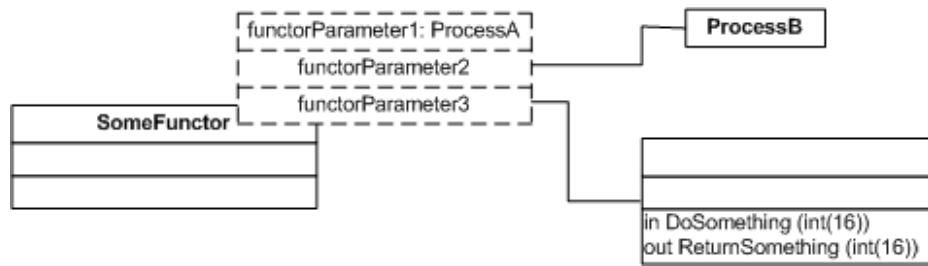 functorParameter1: ProcessA
ProcessB
functorParameter2
functorParameter3
SomeFunctor
in DoSomething (int(16))
out ReturnSomething (int(16))